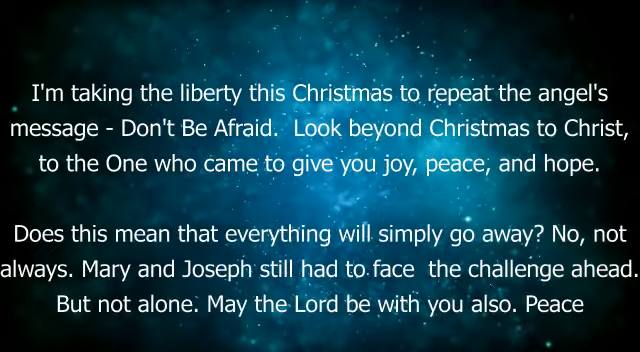 I'm taking the liberty this Christmas to repeat the angel's
message - Don't Be Afraid.  Look beyond Christmas to Christ,
to the One who came to give you joy, peace, and hope.
Does this mean that everything will simply go away? No, not
always. Mary and Joseph still had to face  the challenge ahead.
But not alone. May the Lord be with you also. Peace